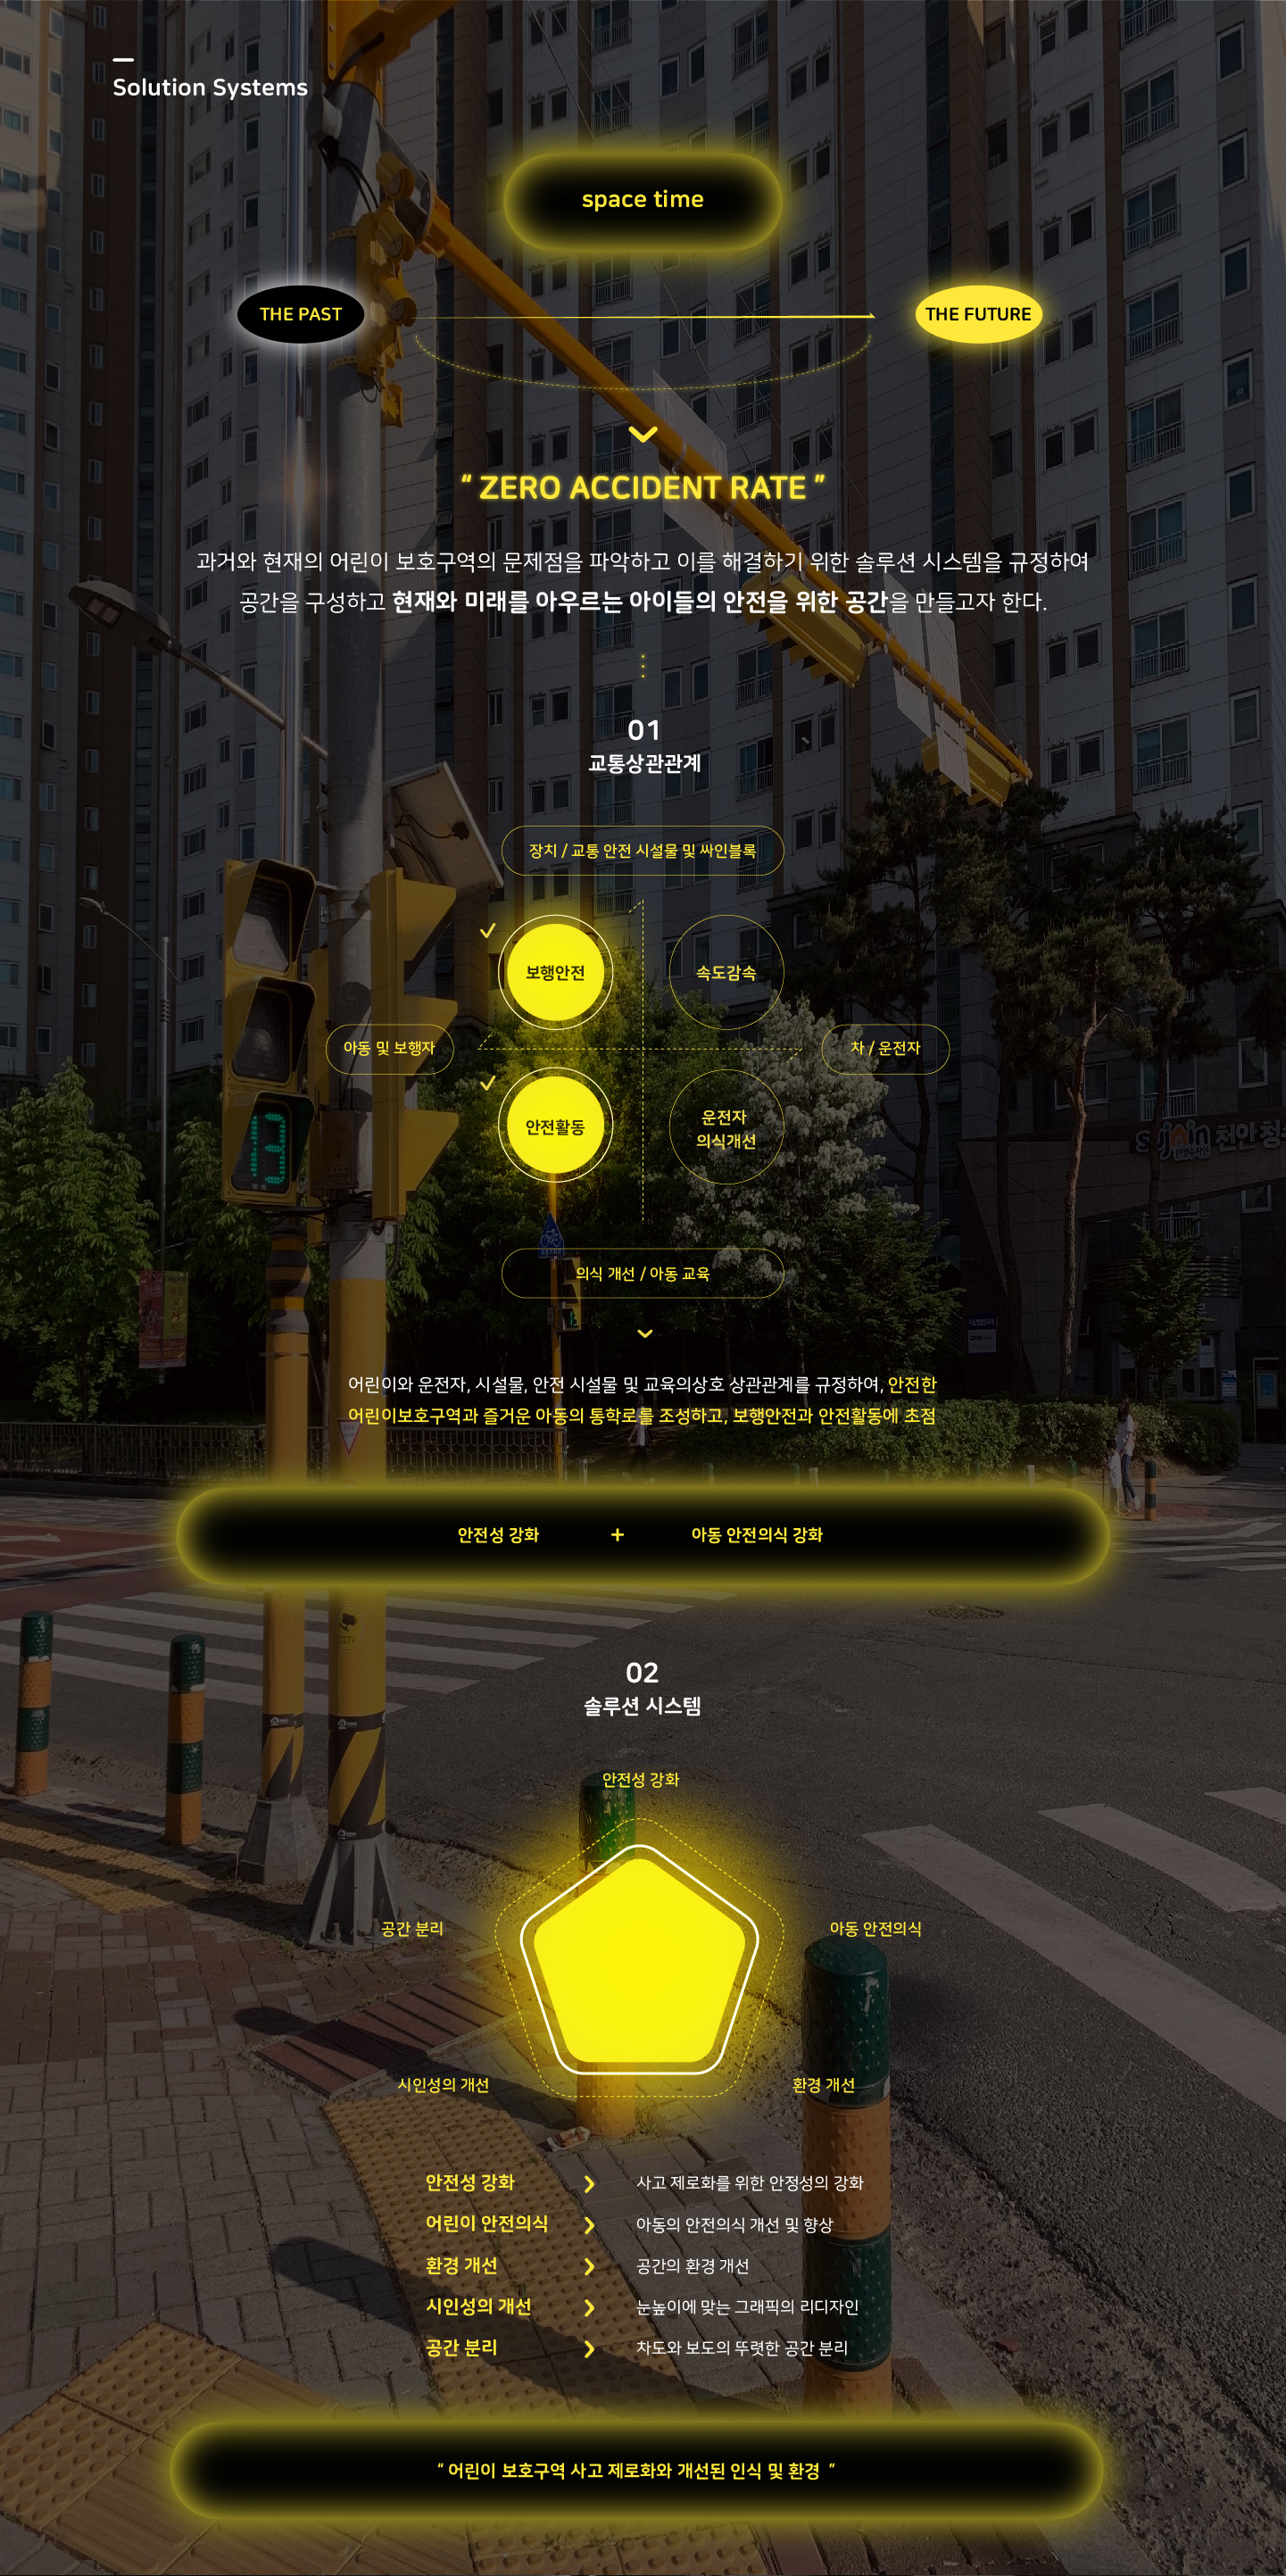 Solution Systems
space time
THE PAST
THE FUTURE
“ ZERO ACCIDENT RATE ”
과거와 현재의 어린이 보호구역의 문제점을 파악하고 이를 해결하기 위한 솔루션 시스템을 규정하여
공간을 구성하고 현재와 미래를 아우르는 아이들의 안전을 위한 공간을 만들고자 한다.
01
교통상관관계
장치 / 교통 안전 시설물 및 싸인블록
보행안전
속도감속
아동 및 보행자
차 / 운전자
안전활동
운전자
의식개선
13
천안청
의식 개선 / 아동 교육
어린이와 운전자, 시설물, 안전 시설물 및 교육의상호 상관관계를 규정하여, 안전한
어린이보호구역과 즐거운 아동의 통학로를 조성하고, 보행안전과 안전활동에 초점
안전성 강화 + 아동 안전의식 강화
CCTV
02
솔루션 시스템
안전성 강화
공간 분리
아동 안전의식
시인성의 개선
환경 개선
안전성 강화 사고 제로화를 위한 안정성의 강화
어린이 안전의식 아동의 안전의식 개선 및 향상
환경 개선 공간의 환경 개선
시인성의 개선 눈높이에 맞는 그래픽의 리디자인
공간 분리 차도와 보도의 뚜렷한 공간 분리
“ 어린이 보호구역 사고 제로화와 개선된 인식 및 환경 ”